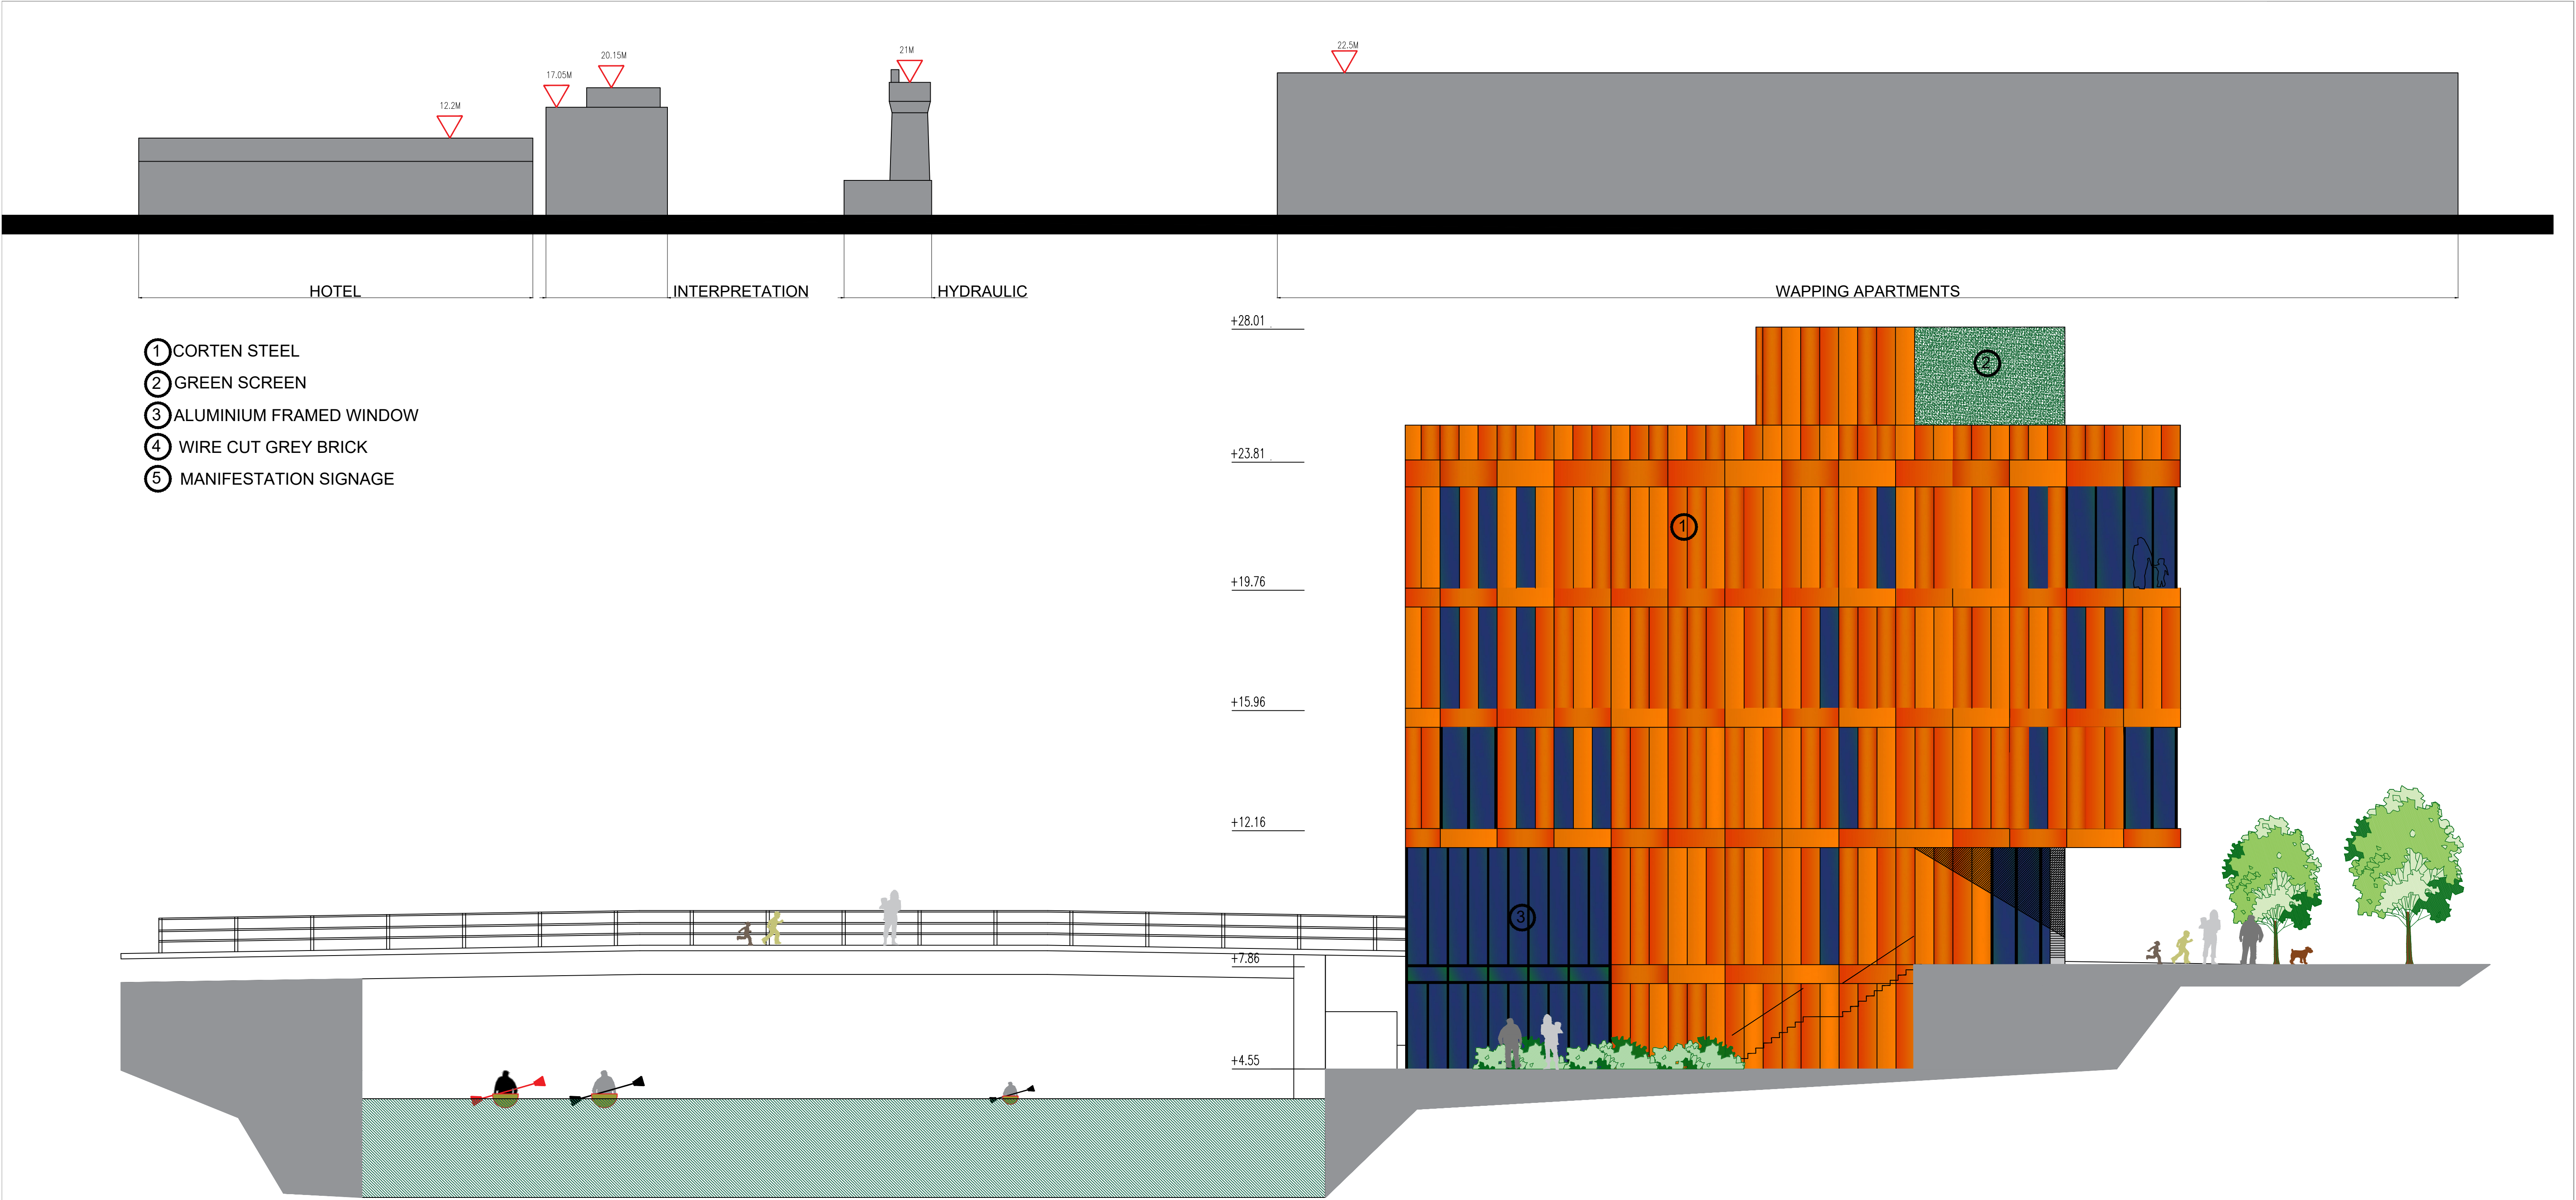 22.5M
21M
20.15M
17.05M
12.2M
HOTEL
INTERPRETATION
HYDRAULIC
WAPPING APARTMENTS
1 CORTEN STEEL
2 GREEN SCREEN
3 ALUMINIUM FRAMED WINDOW
4 WIRE CUT GREY BRICK
5 MANIFESTATION SIGNAGE
+28.01
2
+23.81
1
+19.76
+15.96
+12.16
3
+7.86
+4.55